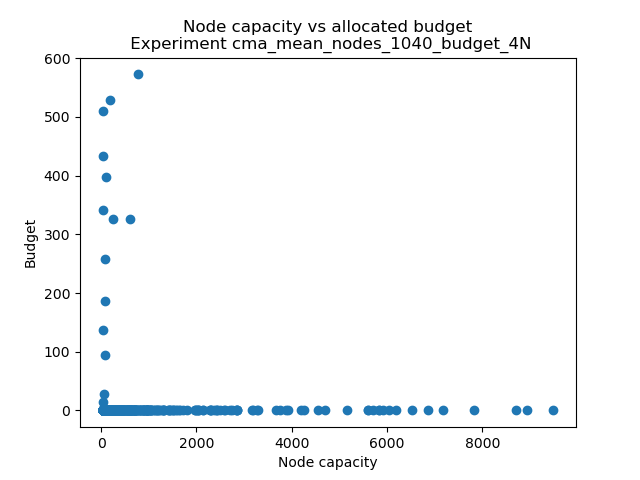 Node capacity vs allocated budget
Experiment cma_mean_nodes_1040_budget_4N
600
500
400
300
200
100
0
Budget
0 2000 4000 6000 8000
Node capacity